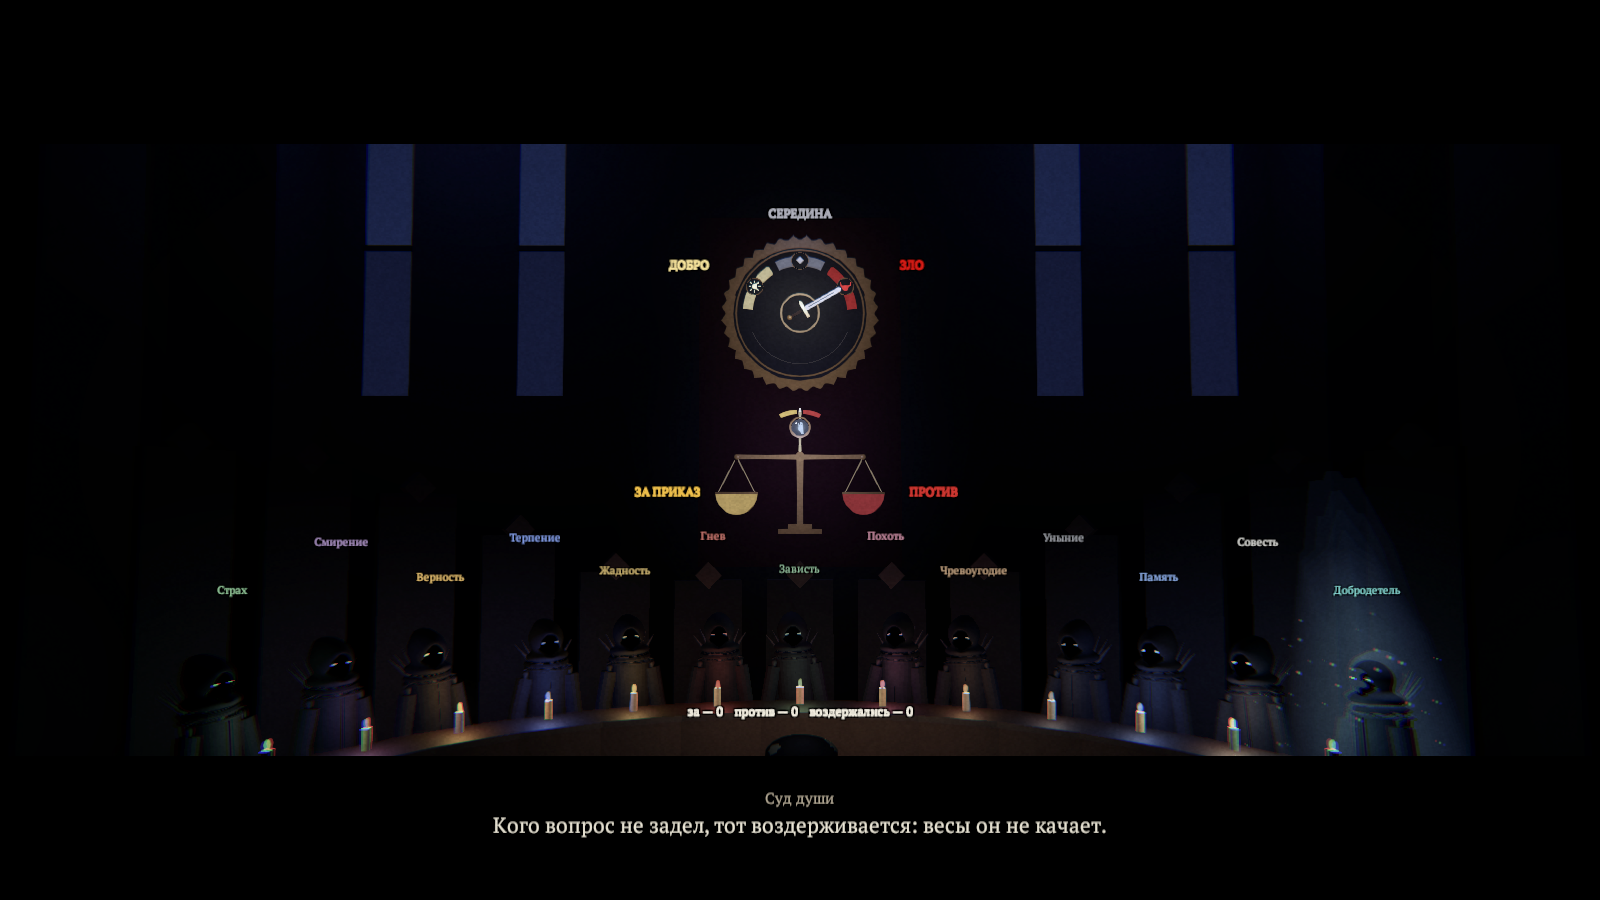 СЕРЕДИНА
ДОБРО
ЗЛО
ЗА ПРИКАЗ
ПРОТИВ
Гнев
Похоть
Смирение
Терпение
Уныние
Совесть
Верность
Жадность
Зависть
Чревоугодие
Память
Страх
Добродетель
за — 0 против — 0 воздержались — 0
Суд души
Кого вопрос не задел, тот воздерживается: весы он не качает.